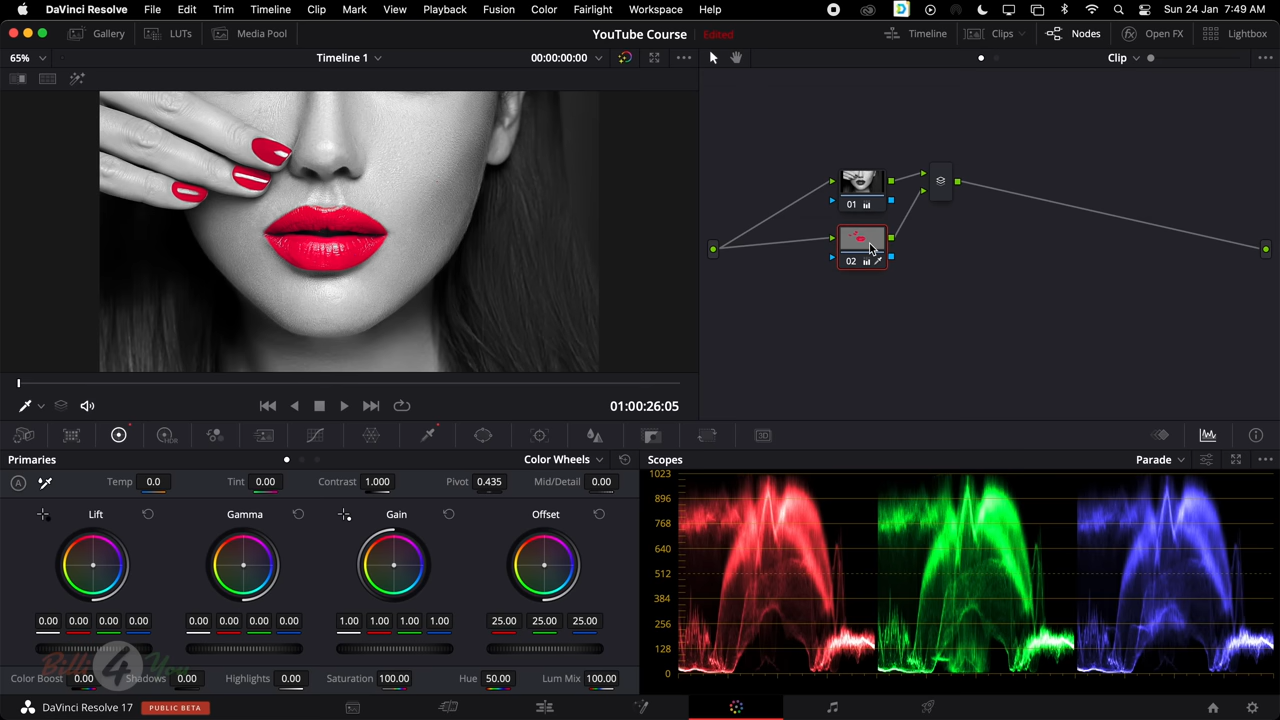 DaVinci Resolve File Edit Trim Timeline Clip Mark View Playback Fusion Color Fairlight Workspace Help Sun 24 Jan 7:49 AM
Gallery LUTs Media Pool YouTube Course Edited Timeline Clips Nodes Open FX Lightbox
65% Timeline 1 00:00:00:00 Clip
01
02
01:00:26:05
HDR 3D
Primaries Color Wheels Scopes Parade
A Temp 0.0 Tint 0.00 Contrast 1.000 Pivot 0.435 Mid/Detail 0.00
Lift Gamma Gain Offset
0.00 0.00 0.00 0.00 0.00 0.00 0.00 0.00 1.00 1.00 1.00 1.00 25.00 25.00 25.00
Color Boost 0.00 Shadows 0.00 Highlights 0.00 Saturation 100.00 Hue 50.00 Lum Mix 100.00
1023
896
768
640
512
384
256
128
0
DaVinci Resolve 17 PUBLIC BETA